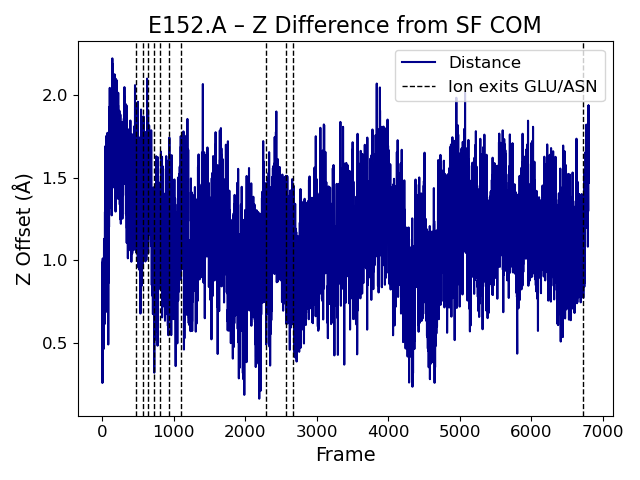 E152.A – Z Difference from SF COM
Distance
Ion exits GLU/ASN
2.0
1.5
1.0
0.5
Z Offset (Å)
0 1000 2000 3000 4000 5000 6000 7000
Frame